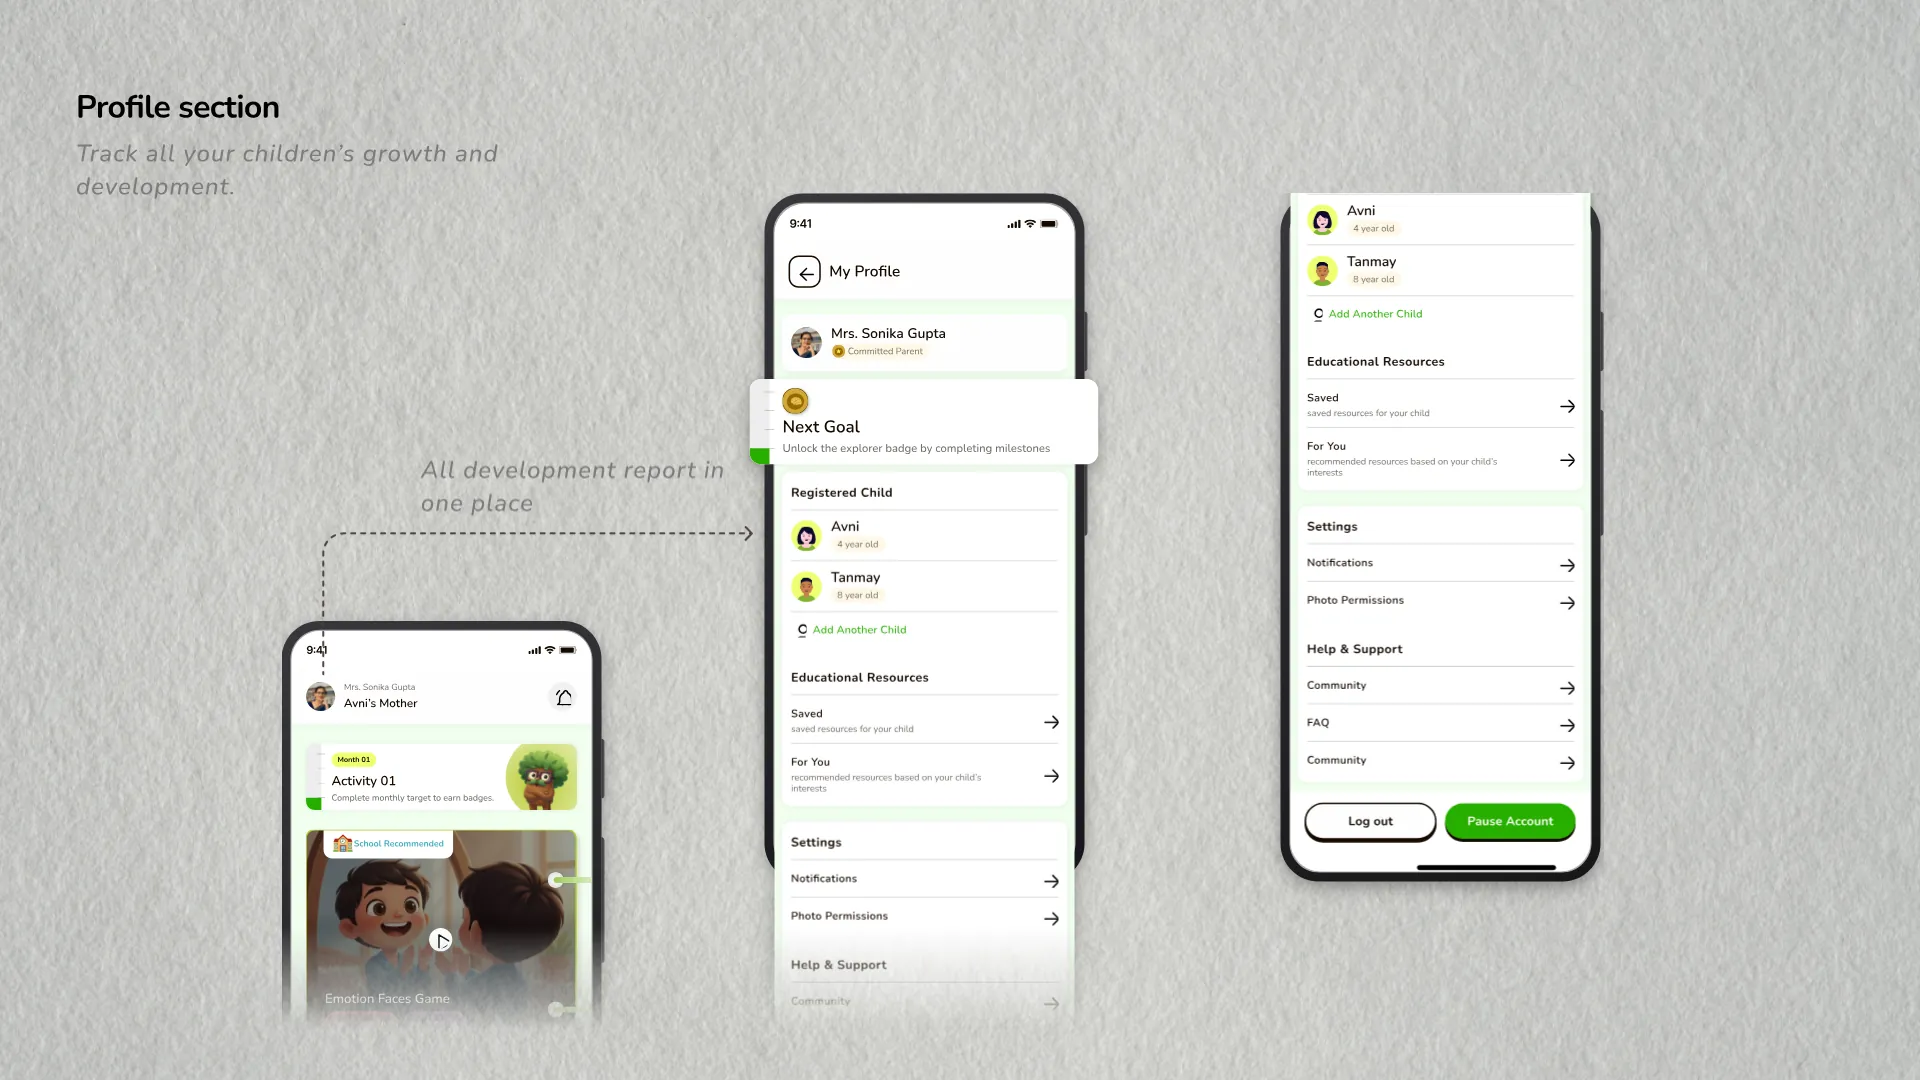 Profile section
Track all your children's growth and
development.
All development report in
one place
9:41
Mrs. Sonika Gupta
Avni's Mother
Month 01
Activity 01
Complete monthly target to earn badges.
School Recommended
Emotion Faces Game
9:41
My Profile
Mrs. Sonika Gupta
Committed Parent
Next Goal
Unlock the explorer badge by completing milestones
Registered Child
Avni
4 year old
Tanmay
8 year old
Add Another Child
Educational Resources
Saved
saved resources for your child
For You
recommended resources based on your child's
interests
Settings
Notifications
Photo Permissions
Help & Support
Community
Avni
4 year old
Tanmay
8 year old
Add Another Child
Educational Resources
Saved
saved resources for your child
For You
recommended resources based on your child's
interests
Settings
Notifications
Photo Permissions
Help & Support
Community
FAQ
Community
Log out
Pause Account